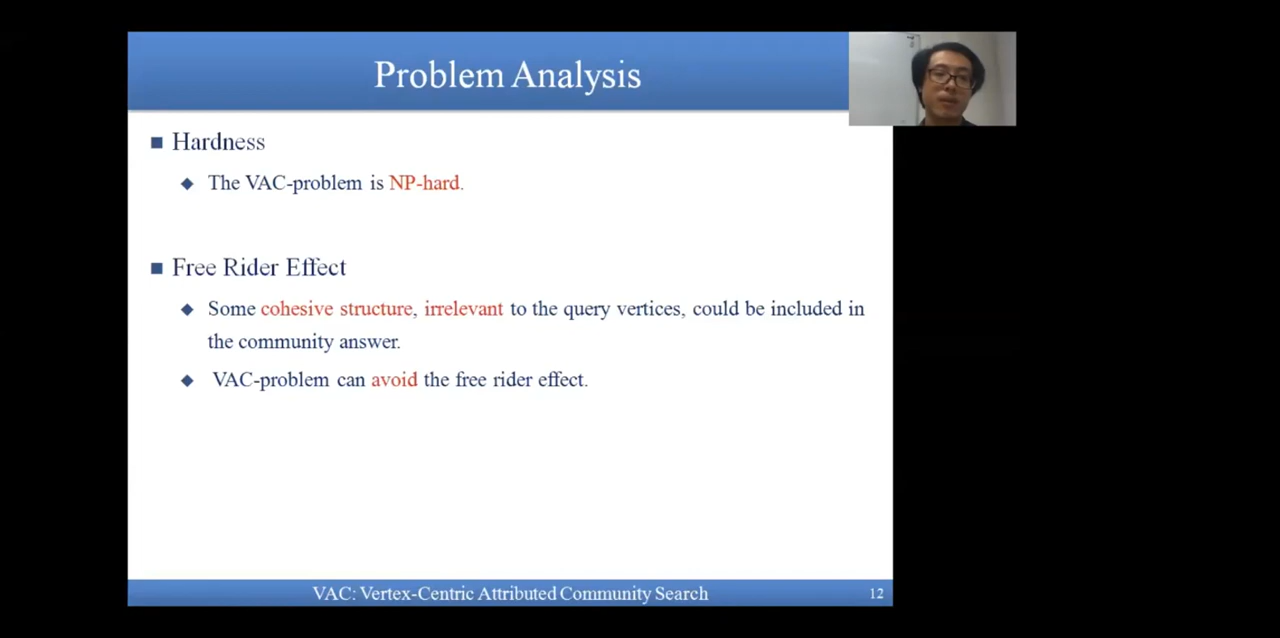 Problem Analysis
Hardness
The VAC-problem is NP-hard.
Free Rider Effect
Some cohesive structure, irrelevant to the query vertices, could be included in
the community answer.
VAC-problem can avoid the free rider effect.
VAC: Vertex-Centric Attributed Community Search
12